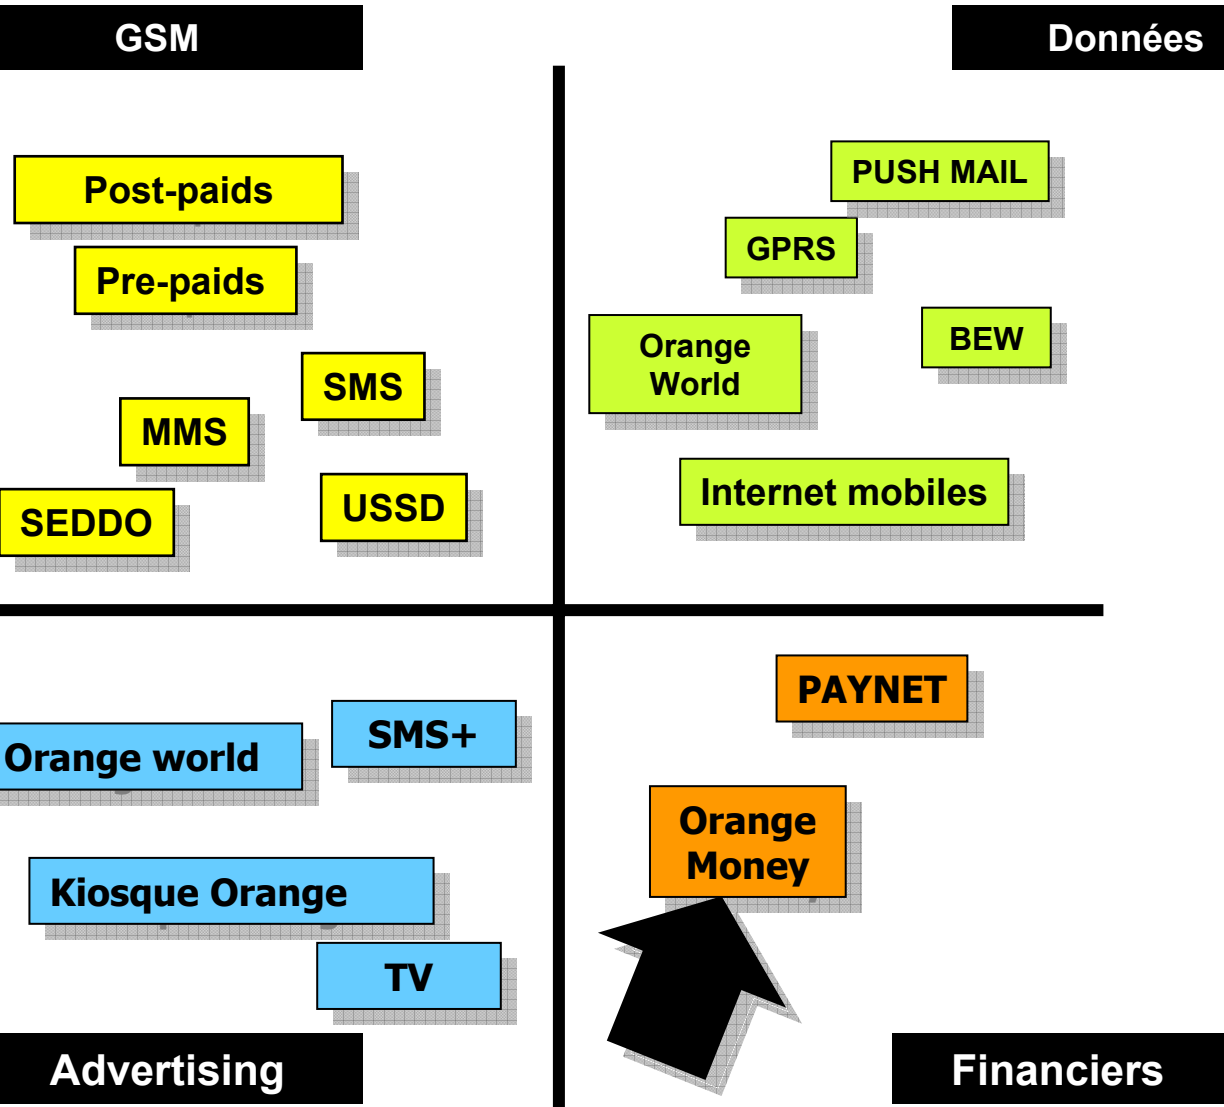 GSM
Données
Post-paids
Pre-paids
SMS
MMS
SEDDO
USSD
PUSH MAIL
GPRS
Orange
World
BEW
Internet mobiles
Orange world
SMS+
Kiosque Orange
TV
Advertising
PAYNET
Orange
Money
Financiers